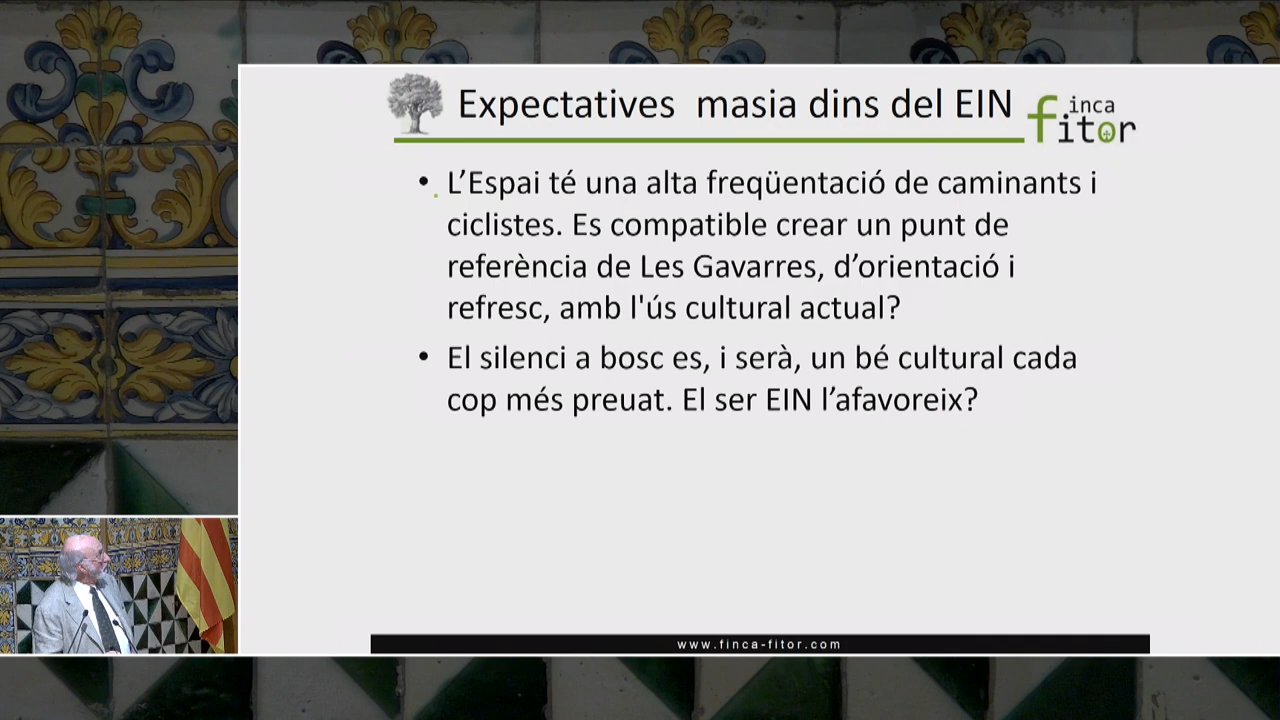 Expectatives masia dins del EIN
finca
fitor
• L’Espai té una alta freqüentació de caminants i
ciclistes. Es compatible crear un punt de
referència de Les Gavarres, d’orientació i
refresc, amb l'ús cultural actual?
• El silenci a bosc es, i serà, un bé cultural cada
cop més preuat. El ser EIN l’afavoreix?
www.finca-fitor.com